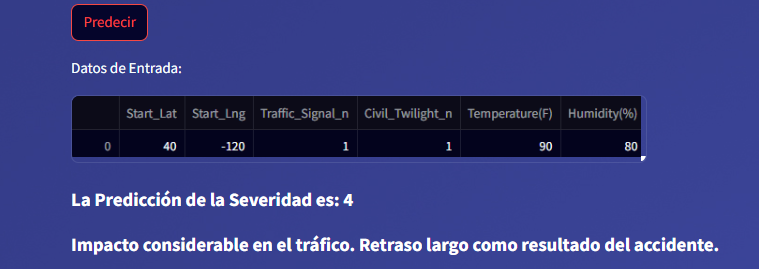 Predecir
Datos de Entrada:
Start_Lat Start_Lng Traffic_Signal_n Civil_Twilight_n Temperature(F) Humidity(%)
0 40 -120 1 1 90 80
La Predicción de la Severidad es: 4
Impacto considerable en el tráfico. Retraso largo como resultado del accidente.